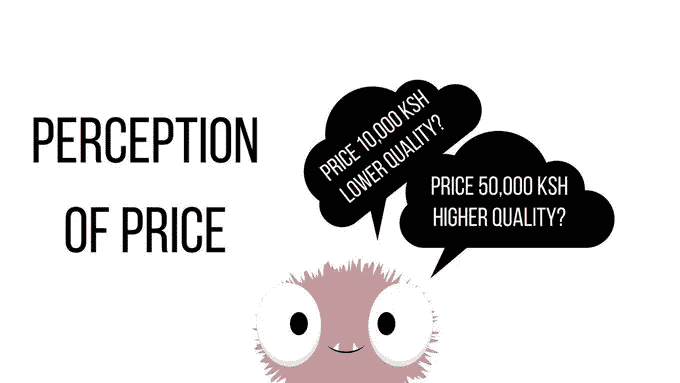 PERCEPTION
OF PRICE
PRICE 10,000 KSH
LOWER QUALITY?
PRICE 50,000 KSH
HIGHER QUALITY?